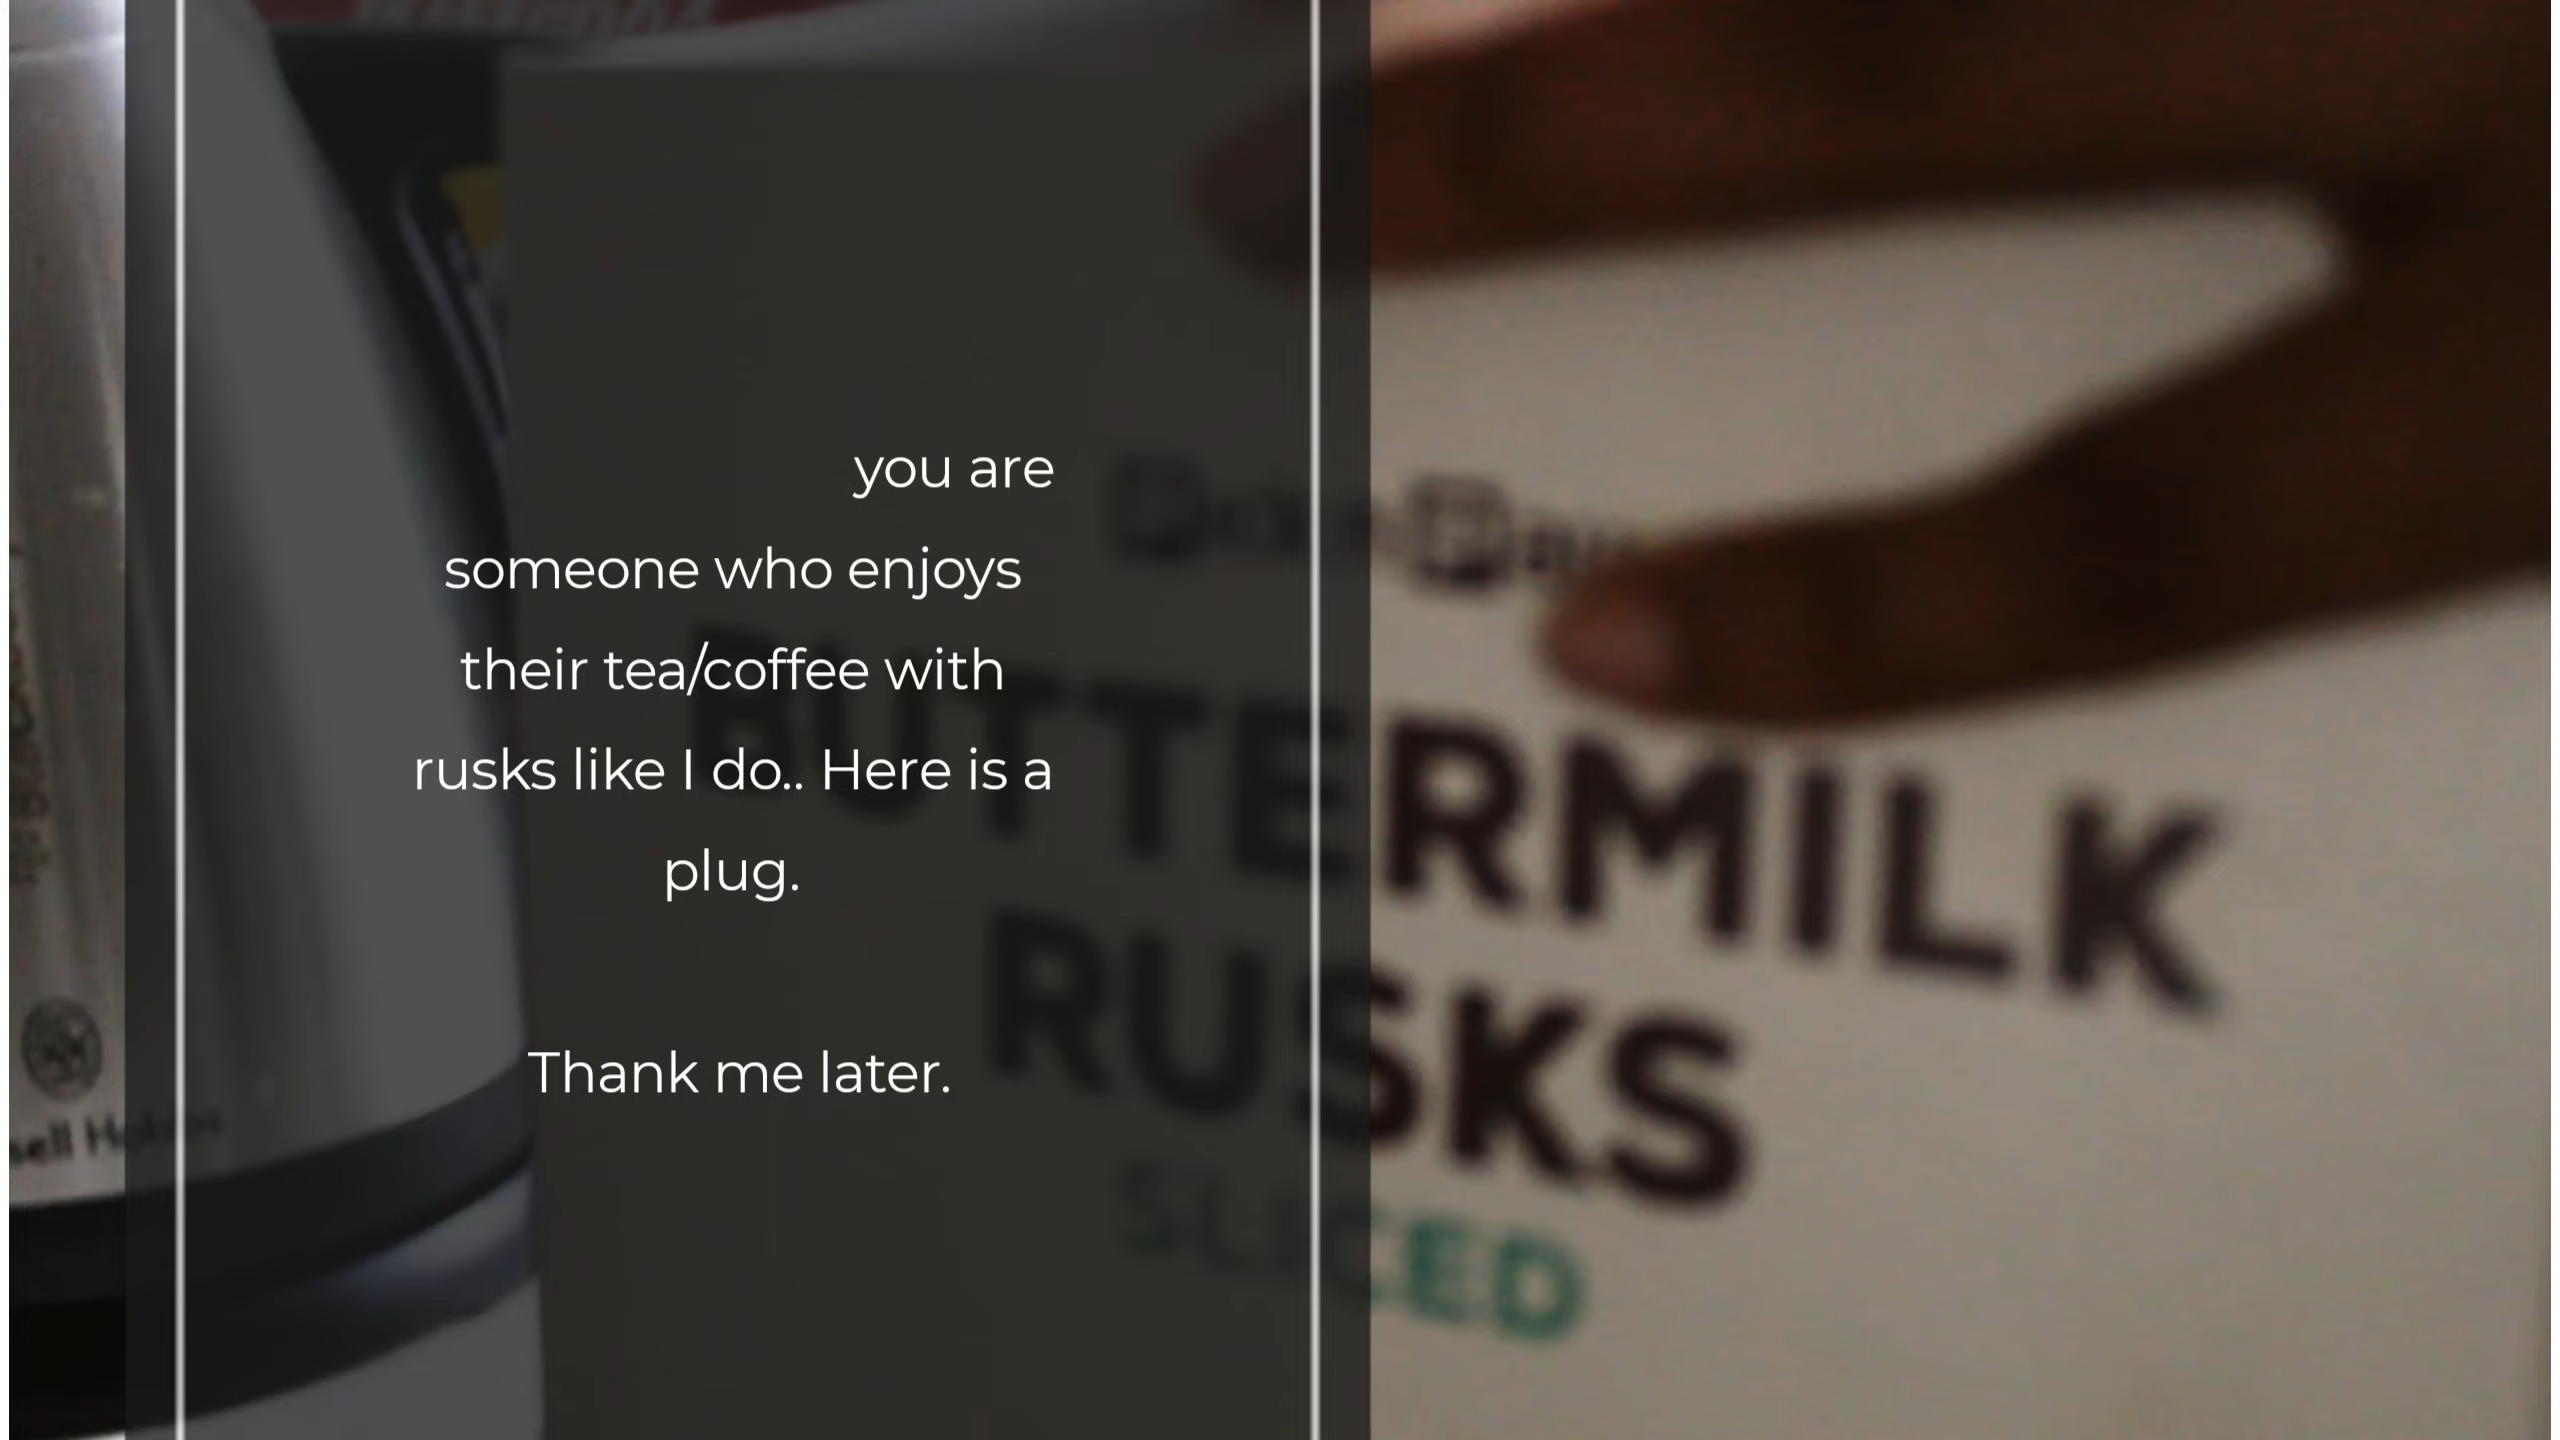 you are
someone who enjoys
their tea/coffee with
rusks like I do.. Here is a
plug.
Thank me later.
BUTTERMILK
RUSKS
SLICED